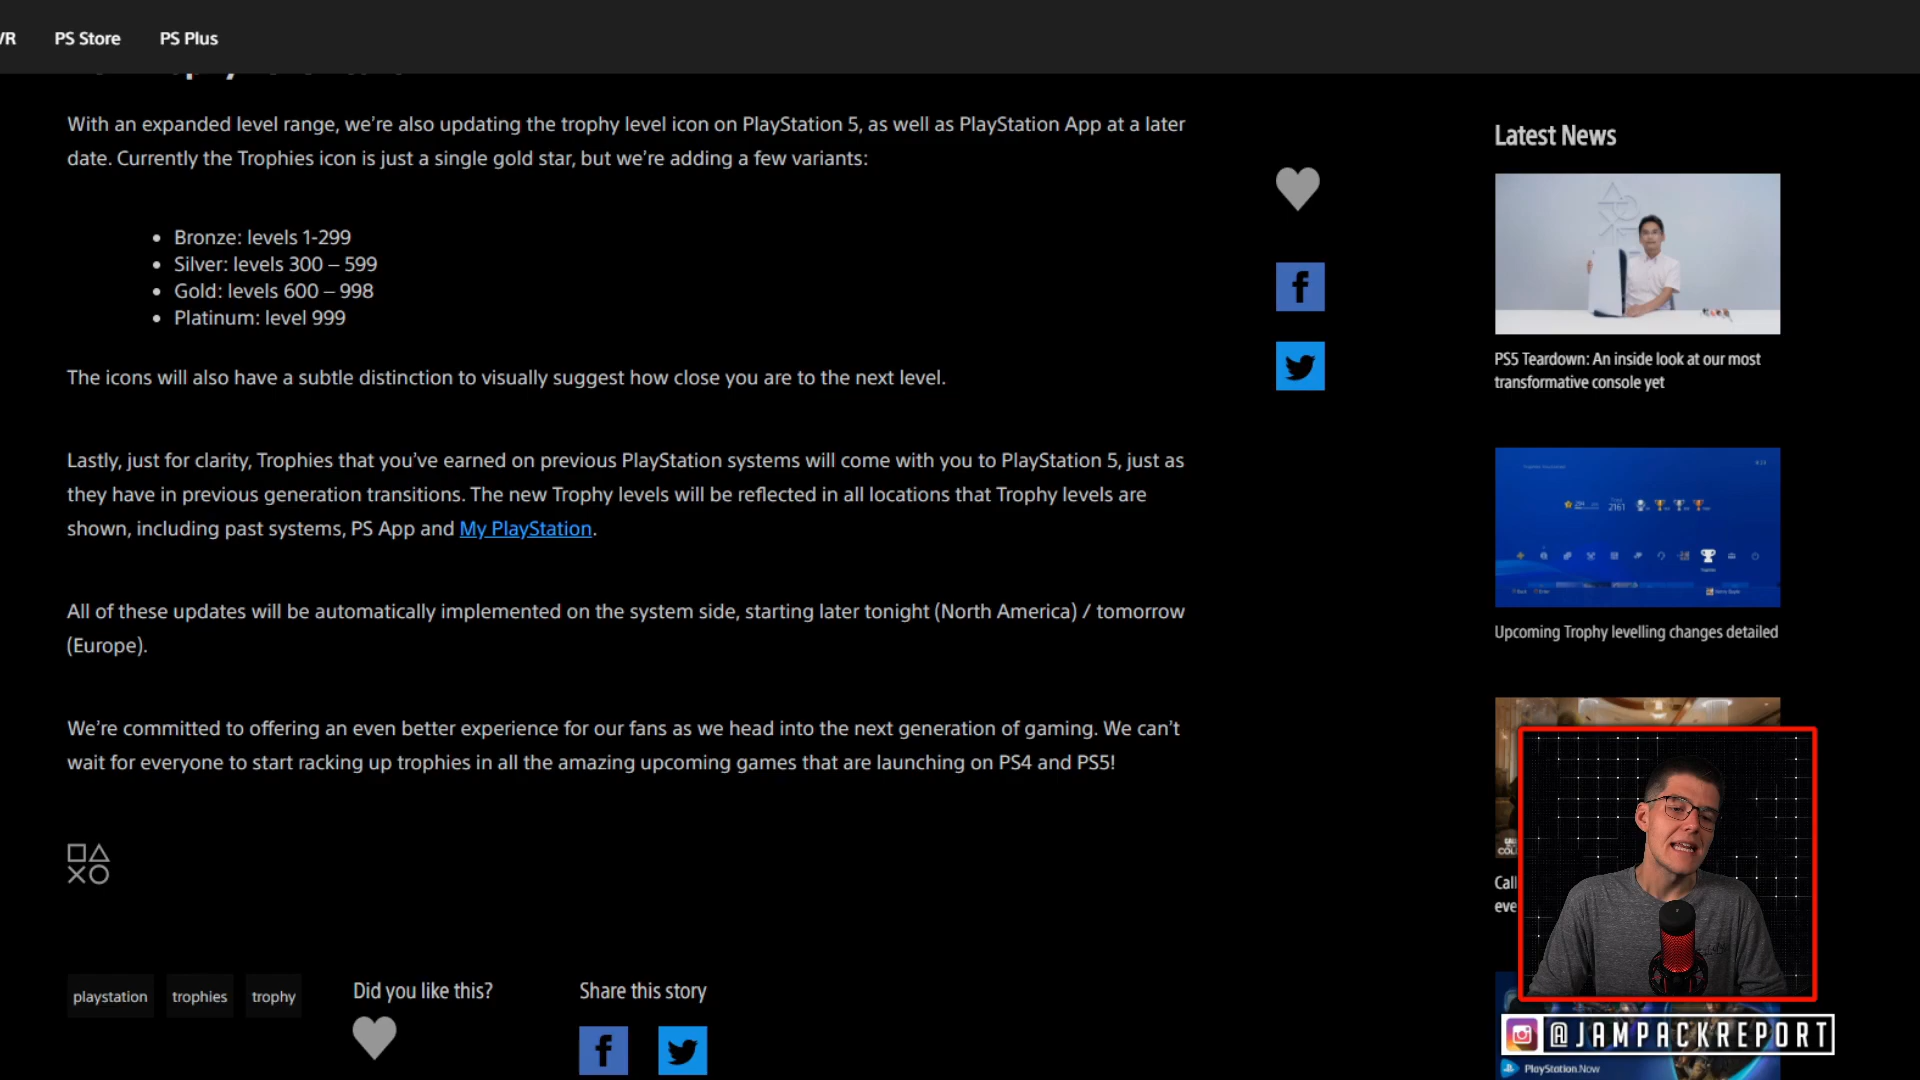 PS Store
PS Plus
With an expanded level range, we're also updating the trophy level icon on PlayStation 5, as well as PlayStation App at a later
date. Currently the Trophies icon is just a single gold star, but we're adding a few variants:
• Bronze: levels 1-299
• Silver: levels 300 – 599
• Gold: levels 600 – 998
• Platinum: level 999
The icons will also have a subtle distinction to visually suggest how close you are to the next level.
Lastly, just for clarity, Trophies that you've earned on previous PlayStation systems will come with you to PlayStation 5, just as
they have in previous generation transitions. The new Trophy levels will be reflected in all locations that Trophy levels are
shown, including past systems, PS App and My PlayStation.
All of these updates will be automatically implemented on the system side, starting later tonight (North America) / tomorrow
(Europe).
We're committed to offering an even better experience for our fans as we head into the next generation of gaming. We can't
wait for everyone to start racking up trophies in all the amazing upcoming games that are launching on PS4 and PS5!
playstation
trophies
trophy
Did you like this?
Share this story
Latest News
PS5 Teardown: An inside look at our most
transformative console yet
2161
Upcoming Trophy levelling changes detailed
Call
eve
@JAMPACKREPORT
PlayStation.Now